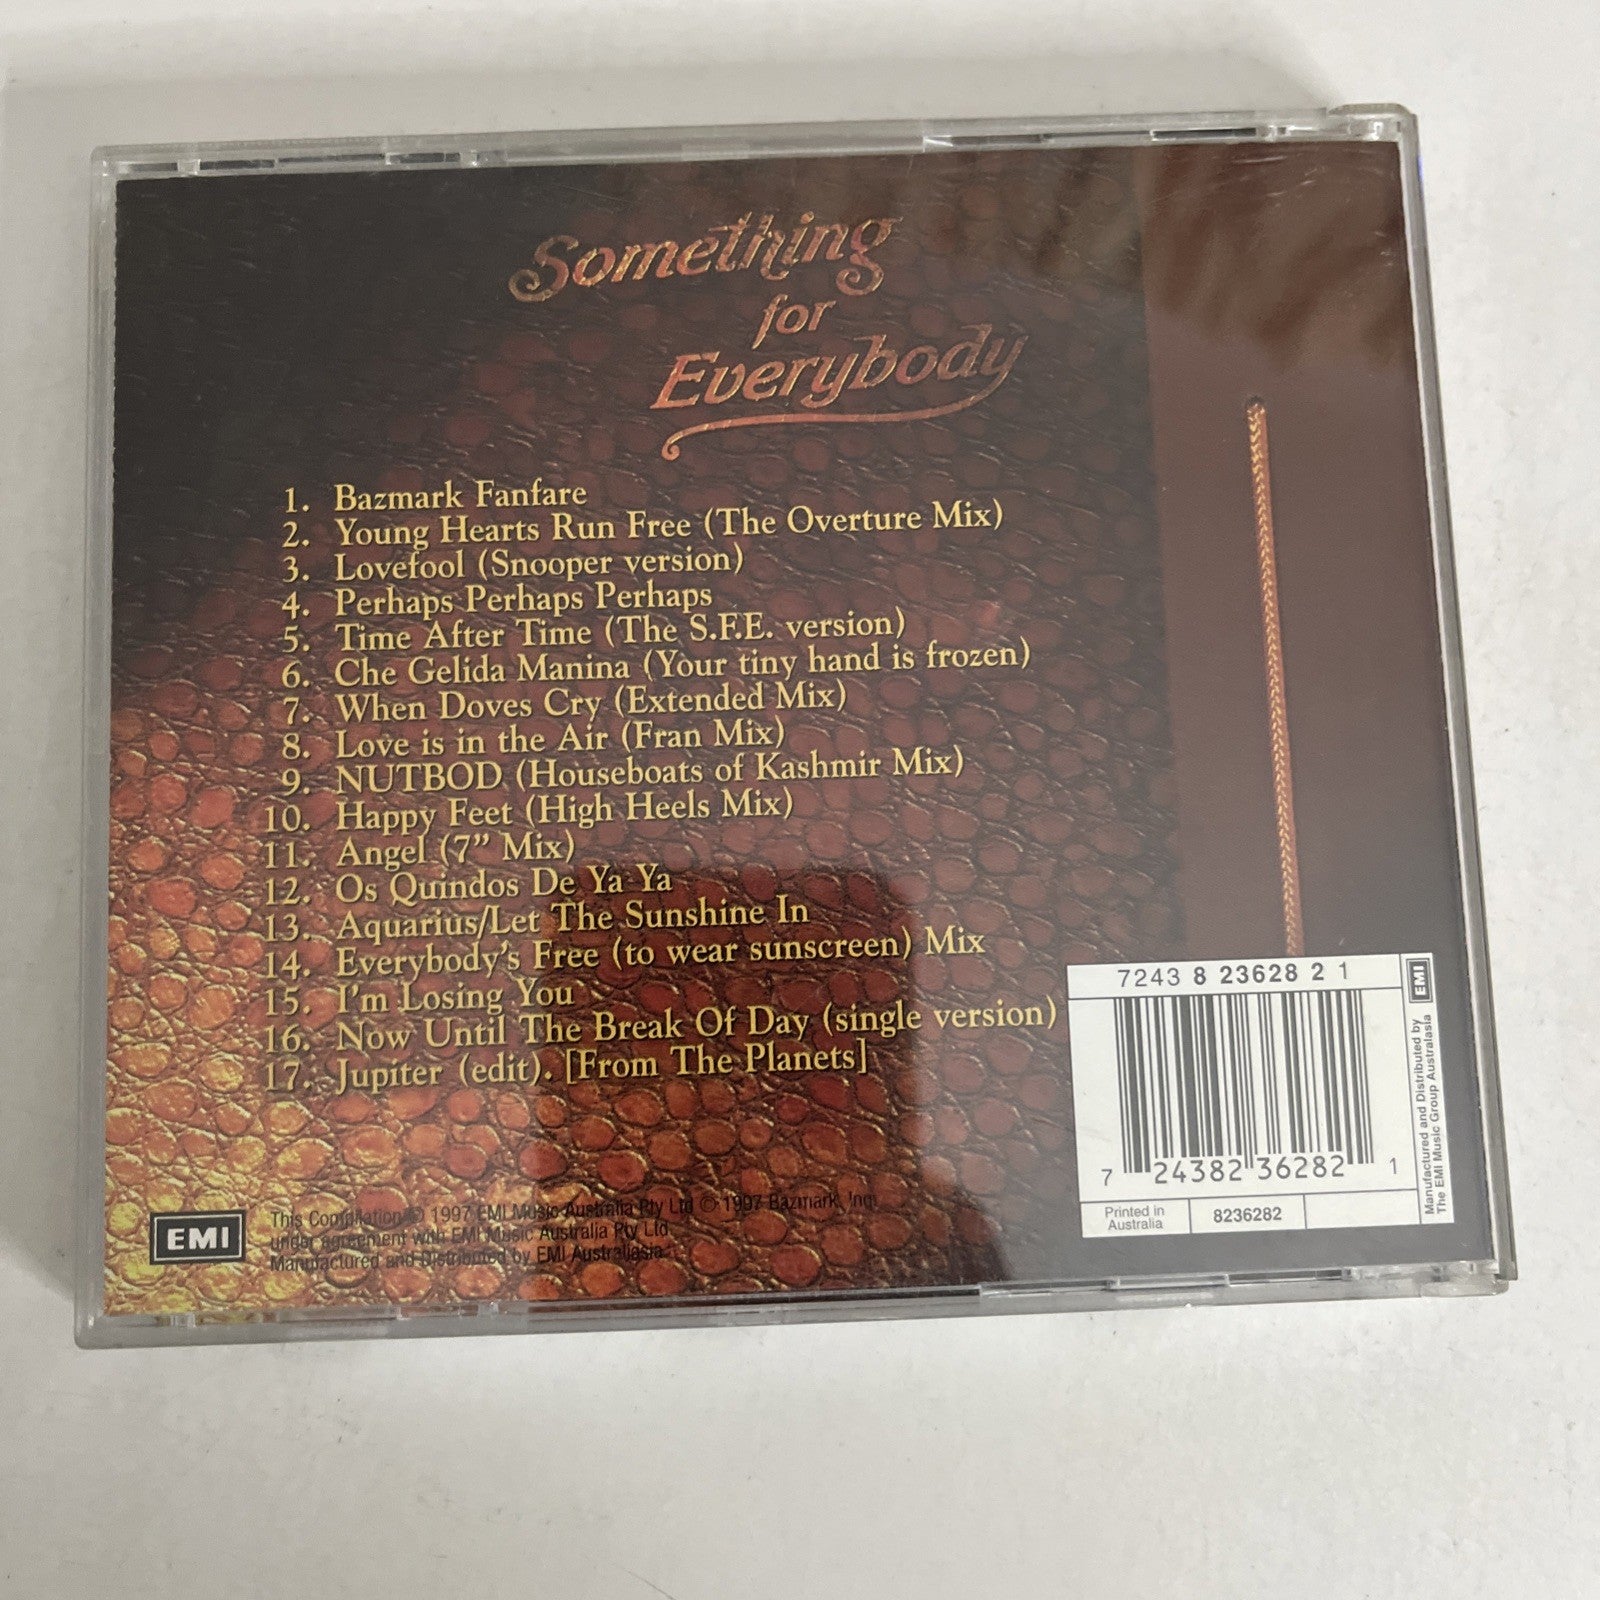 Something
for
Everybody
1. Bazmark Fanfare
2. Young Hearts Run Free (The Overture Mix)
3. Lovefool (Snooper version)
4. Perhaps Perhaps Perhaps
5. Time After Time (The S.F.E. version)
6. Che Gelida Manina (Your tiny hand is frozen)
7. When Doves Cry (Extended Mix)
8. Love is in the Air (Fran Mix)
9. NUTBOD (Houseboats of Kashmir Mix)
10. Happy Feet (High Heels Mix)
11. Angel (7” Mix)
12. Os Quindos De Ya Ya
13. Aquarius/Let The Sunshine In
14. Everybody's Free (to wear sunscreen) Mix
15. I'm Losing You
16. Now Until The Break Of Day (single version)
17. Jupiter (edit). [From The Planets]
7243 8 23628 2 1
EMI
Manufactured and Distributed by
The EMI Music Group Australasia
7 24382 36282 1
Printed in
Australia
8236282
EMI
This Compilation ℗ 1997 EMI Music Australia Pty Ltd © 1997 Bazmark, Inq.
under agreement with EMI Music Australia Pty Ltd
Manufactured and Distributed by EMI Australasia